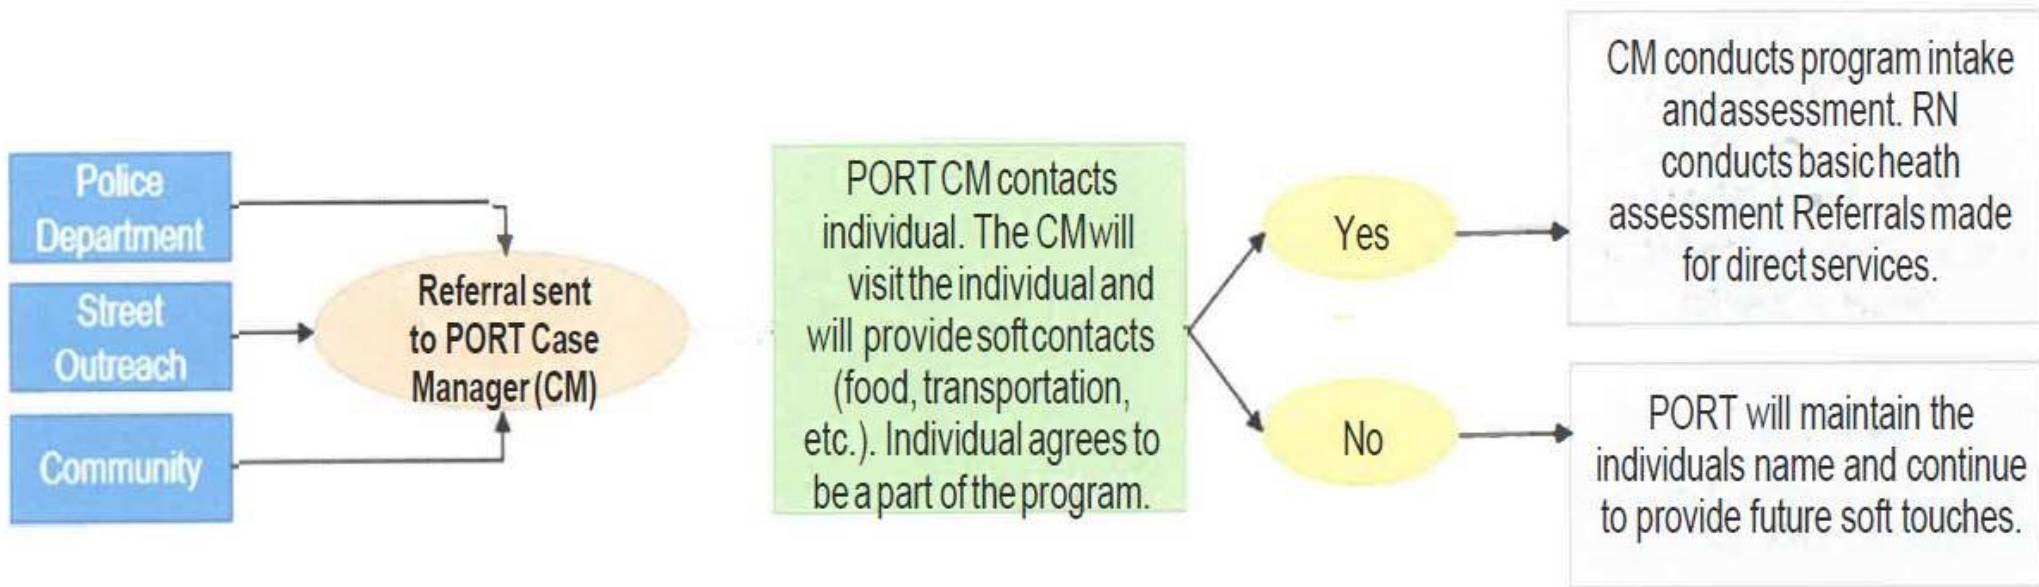 Police
Department
Street
Outreach
Community
Referral sent
to PORT Case
Manager (CM)
PORT CM contacts
individual. The CM will
visit the individual and
will provide soft contacts
(food, transportation,
etc.). Individual agrees to
be a part of the program.
Yes
No
CM conducts program intake
and assessment. RN
conducts basic heath
assessment Referrals made
for direct services.
PORT will maintain the
individuals name and continue
to provide future soft touches.